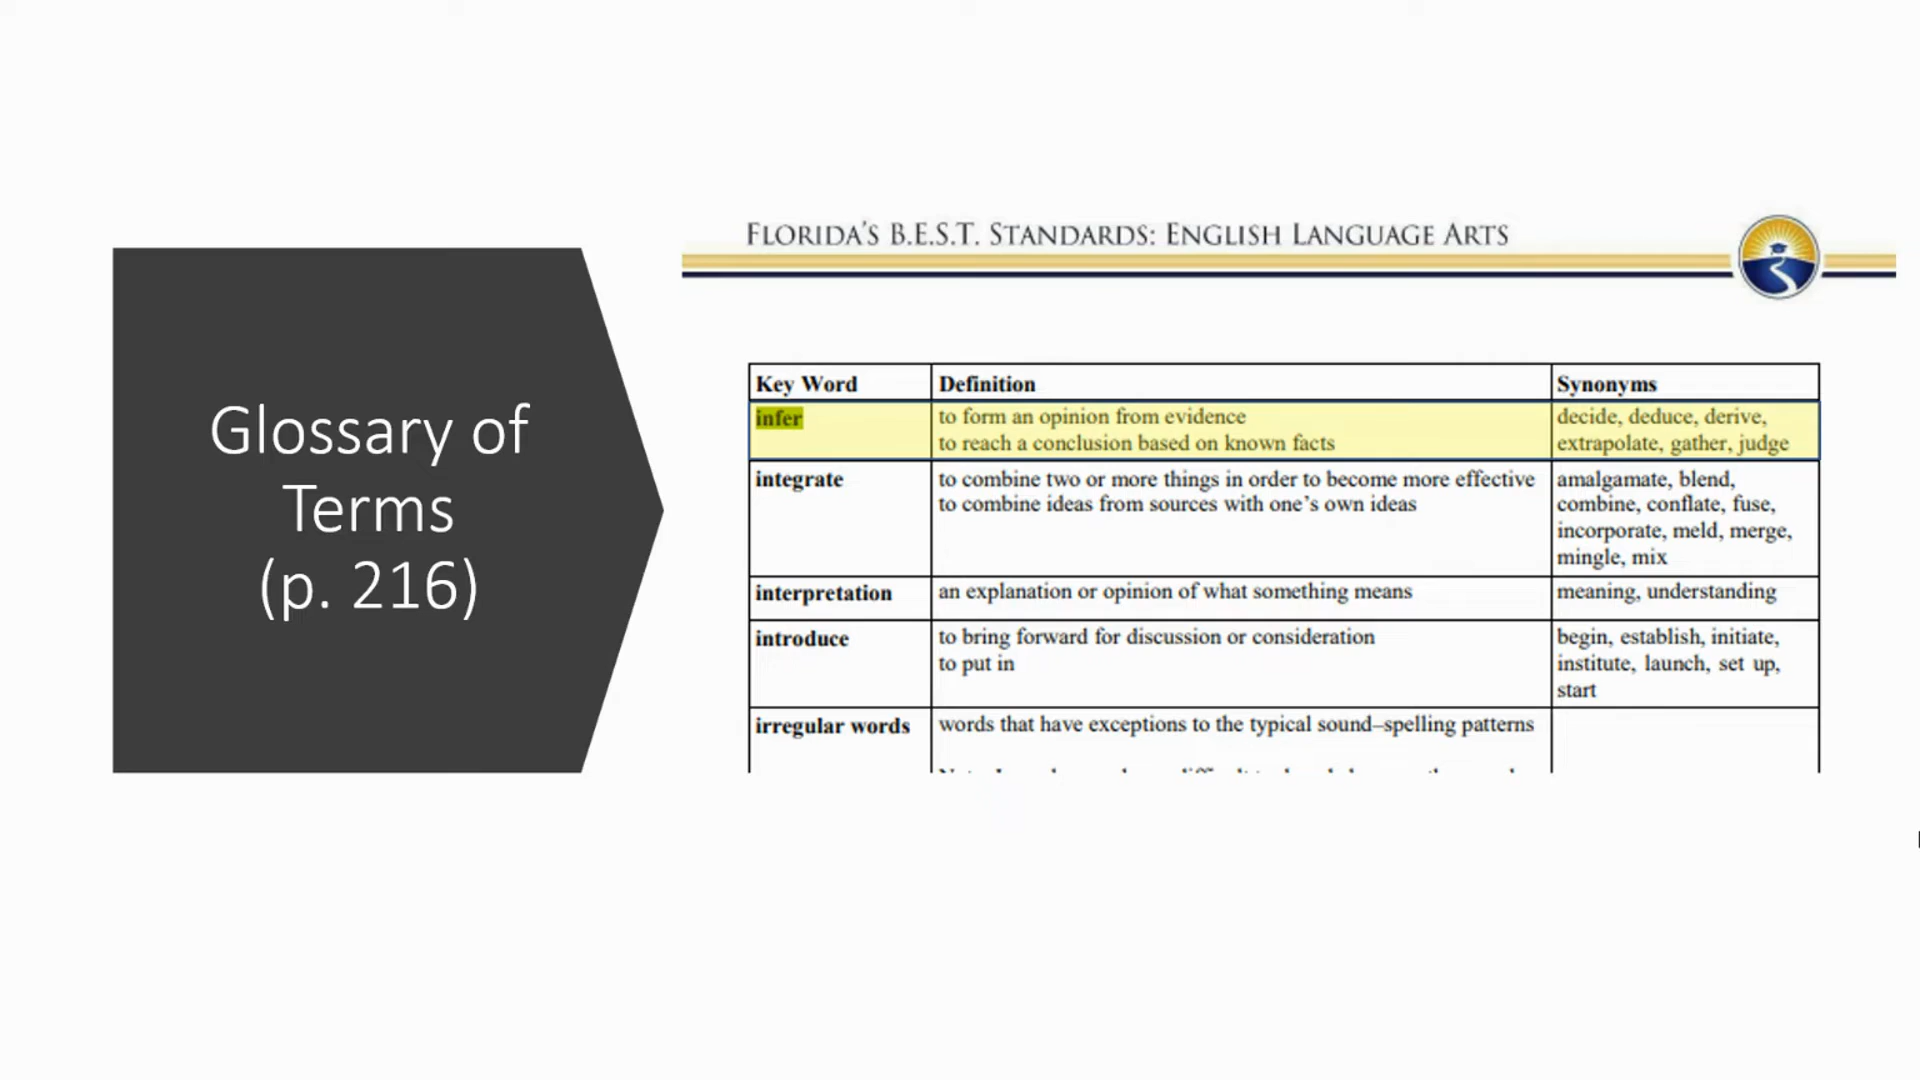 Glossary of
Terms
(p. 216)
FLORIDA'S B.E.S.T. STANDARDS: ENGLISH LANGUAGE ARTS
Key Word Definition Synonyms
infer to form an opinion from evidence decide, deduce, derive,
to reach a conclusion based on known facts extrapolate, gather, judge
integrate to combine two or more things in order to become more effective amalgamate, blend,
to combine ideas from sources with one's own ideas combine, conflate, fuse,
incorporate, meld, merge,
mingle, mix
interpretation an explanation or opinion of what something means meaning, understanding
introduce to bring forward for discussion or consideration begin, establish, initiate,
to put in institute, launch, set up,
start
irregular words words that have exceptions to the typical sound–spelling patterns